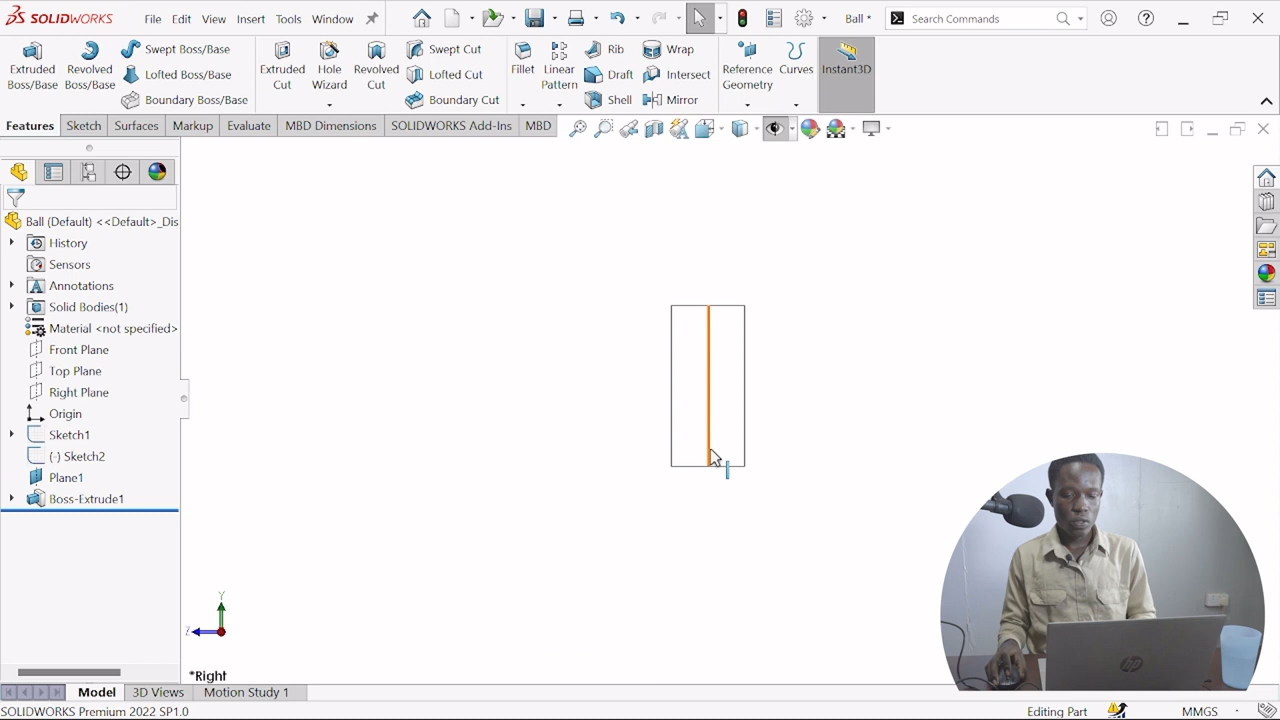 SOLIDWORKS File Edit View Insert Tools Window Ball * Search Commands
Extruded Boss/Base
Revolved Boss/Base
Swept Boss/Base
Lofted Boss/Base
Boundary Boss/Base
Extruded Cut
Hole Wizard
Revolved Cut
Swept Cut
Lofted Cut
Boundary Cut
Fillet
Linear Pattern
Rib
Draft
Shell
Wrap
Intersect
Mirror
Reference Geometry
Curves
Instant3D
Features Sketch Surfaces Markup Evaluate MBD Dimensions SOLIDWORKS Add-Ins MBD
Ball (Default) <<Default>_Dis
History
Sensors
Annotations
Solid Bodies(1)
Material <not specified>
Front Plane
Top Plane
Right Plane
Origin
Sketch1
(-) Sketch2
Plane1
Boss-Extrude1
Y
Z
*Right
hp
Model 3D Views Motion Study 1
SOLIDWORKS Premium 2022 SP1.0 Editing Part MMGS